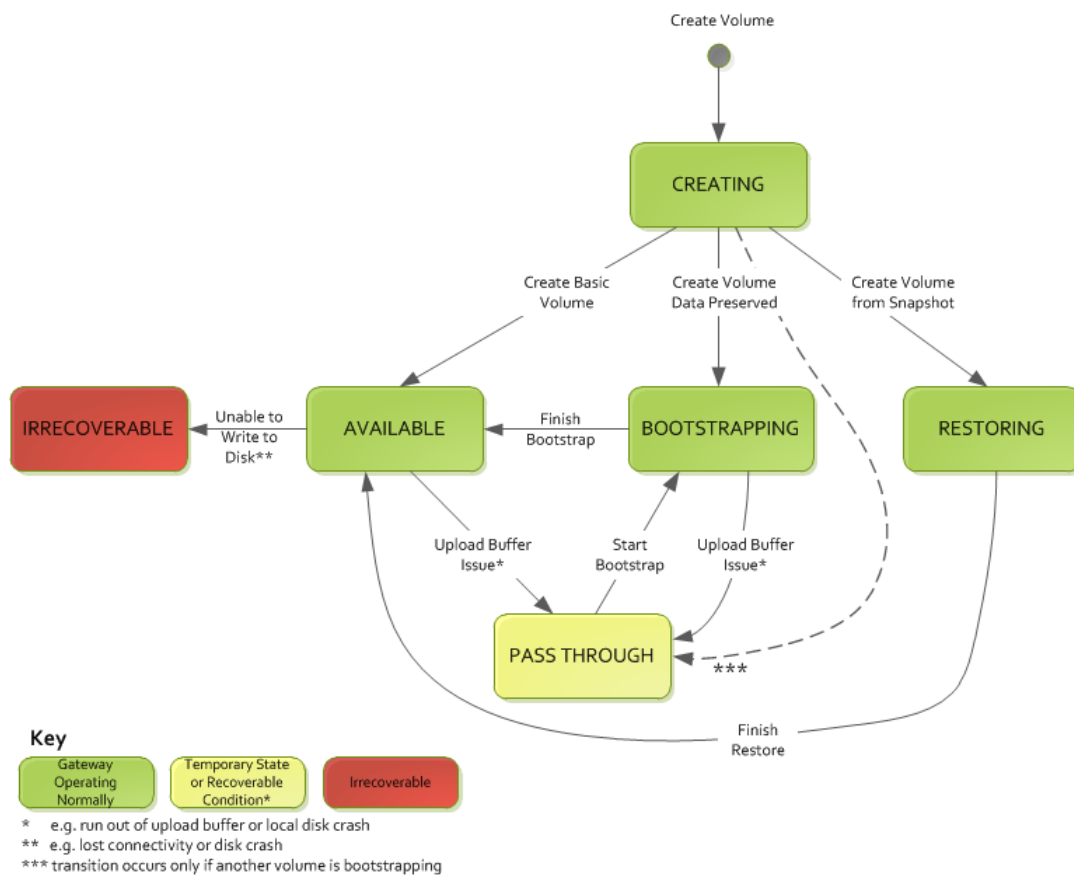 Create Volume
CREATING
Create Basic
Volume
Create Volume
Data Preserved
Create Volume
from Snapshot
IRRECOVERABLE
Unable to
Write to
Disk**
AVAILABLE
Finish
Bootstrap
BOOTSTRAPPING
RESTORING
Upload Buffer
Issue*
Start
Bootstrap
Upload Buffer
Issue*
PASS THROUGH
***
Finish
Restore
Key
Gateway
Operating
Normally
Temporary State
or Recoverable
Condition*
Irrecoverable
* e.g. run out of upload buffer or local disk crash
** e.g. lost connectivity or disk crash
*** transition occurs only if another volume is bootstrapping